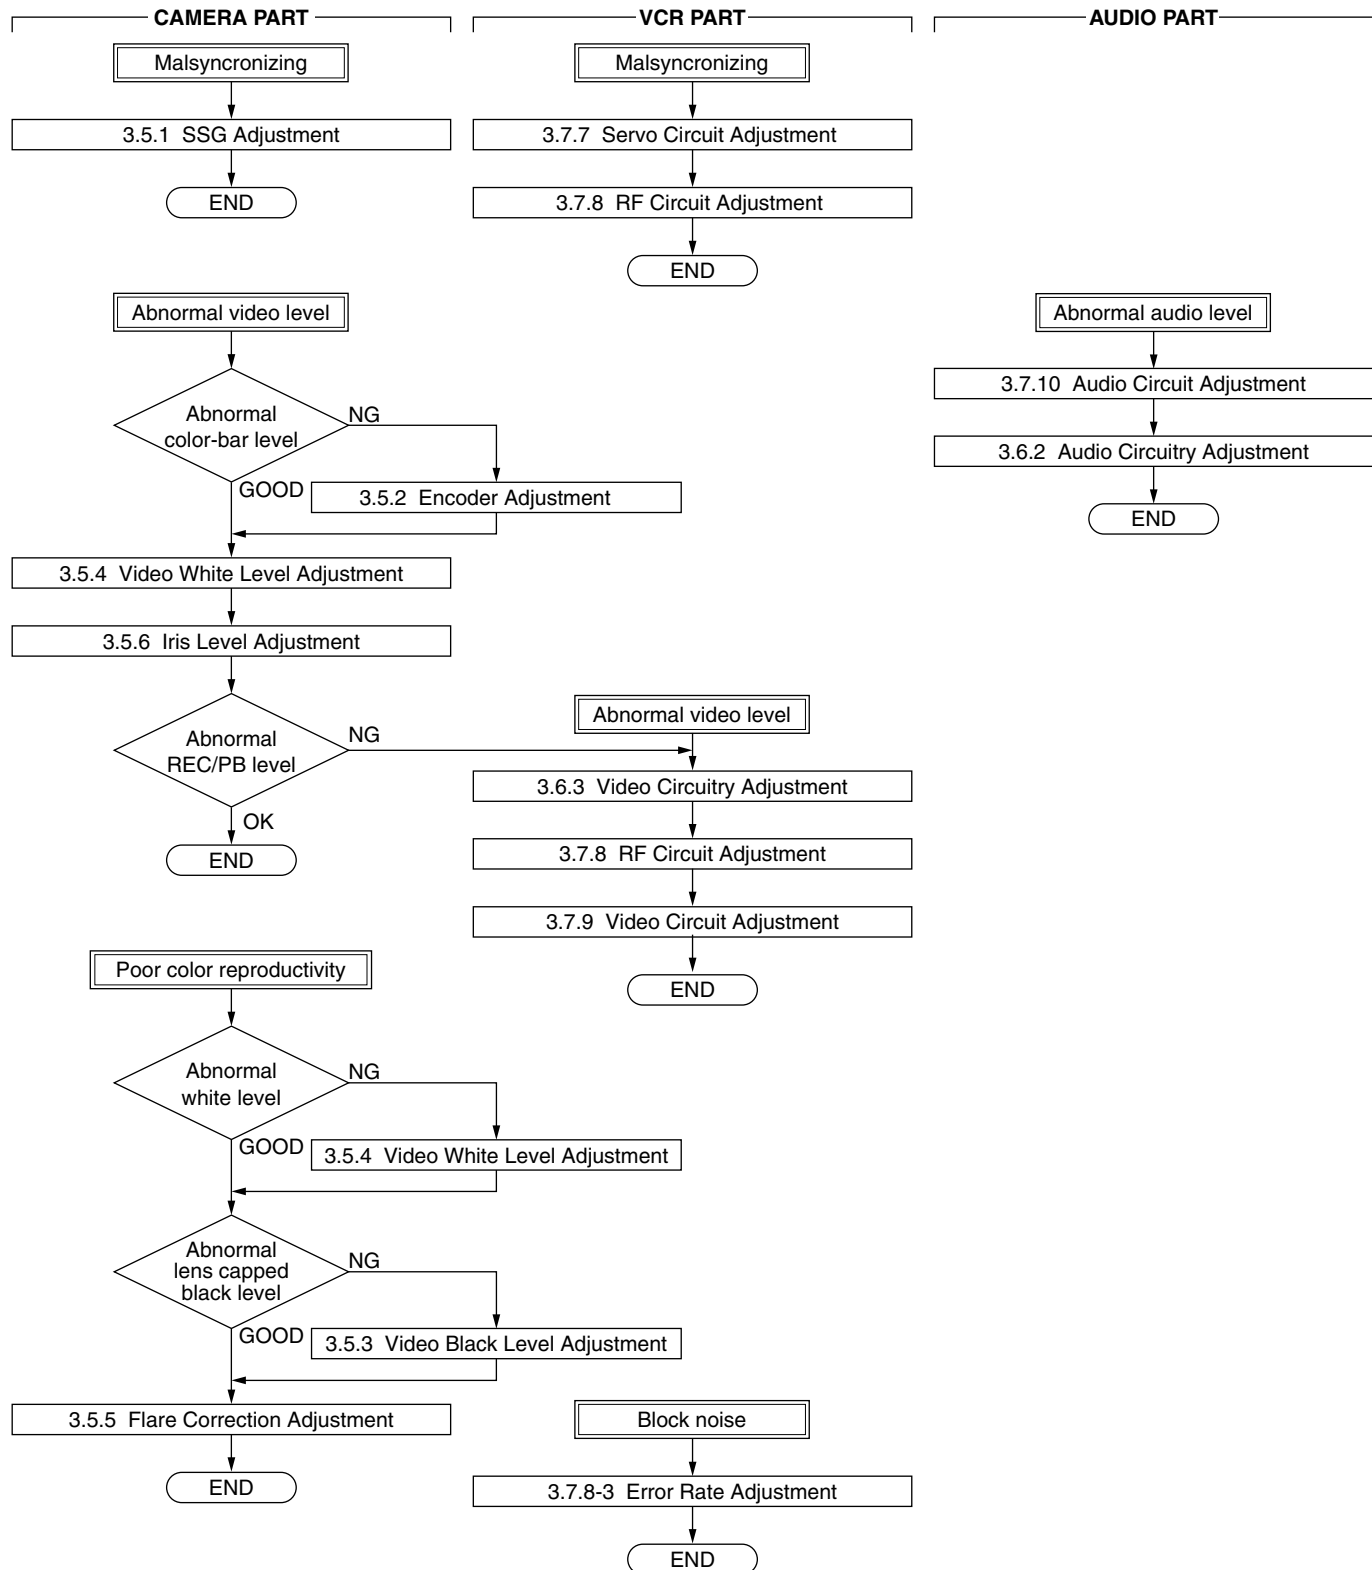 CAMERA PART
Malsyncronizing
3.5.1 SSG Adjustment
END
Abnormal video level
Abnormal
color-bar level
NG
GOOD
3.5.2 Encoder Adjustment
3.5.4 Video White Level Adjustment
3.5.6 Iris Level Adjustment
Abnormal
REC/PB level
NG
OK
END
Poor color reproductivity
Abnormal
white level
NG
GOOD
3.5.4 Video White Level Adjustment
Abnormal
lens capped
black level
NG
GOOD
3.5.3 Video Black Level Adjustment
3.5.5 Flare Correction Adjustment
END
VCR PART
Malsyncronizing
3.7.7 Servo Circuit Adjustment
3.7.8 RF Circuit Adjustment
END
Abnormal video level
3.6.3 Video Circuitry Adjustment
3.7.8 RF Circuit Adjustment
3.7.9 Video Circuit Adjustment
END
Block noise
3.7.8-3 Error Rate Adjustment
END
AUDIO PART
Abnormal audio level
3.7.10 Audio Circuit Adjustment
3.6.2 Audio Circuitry Adjustment
END